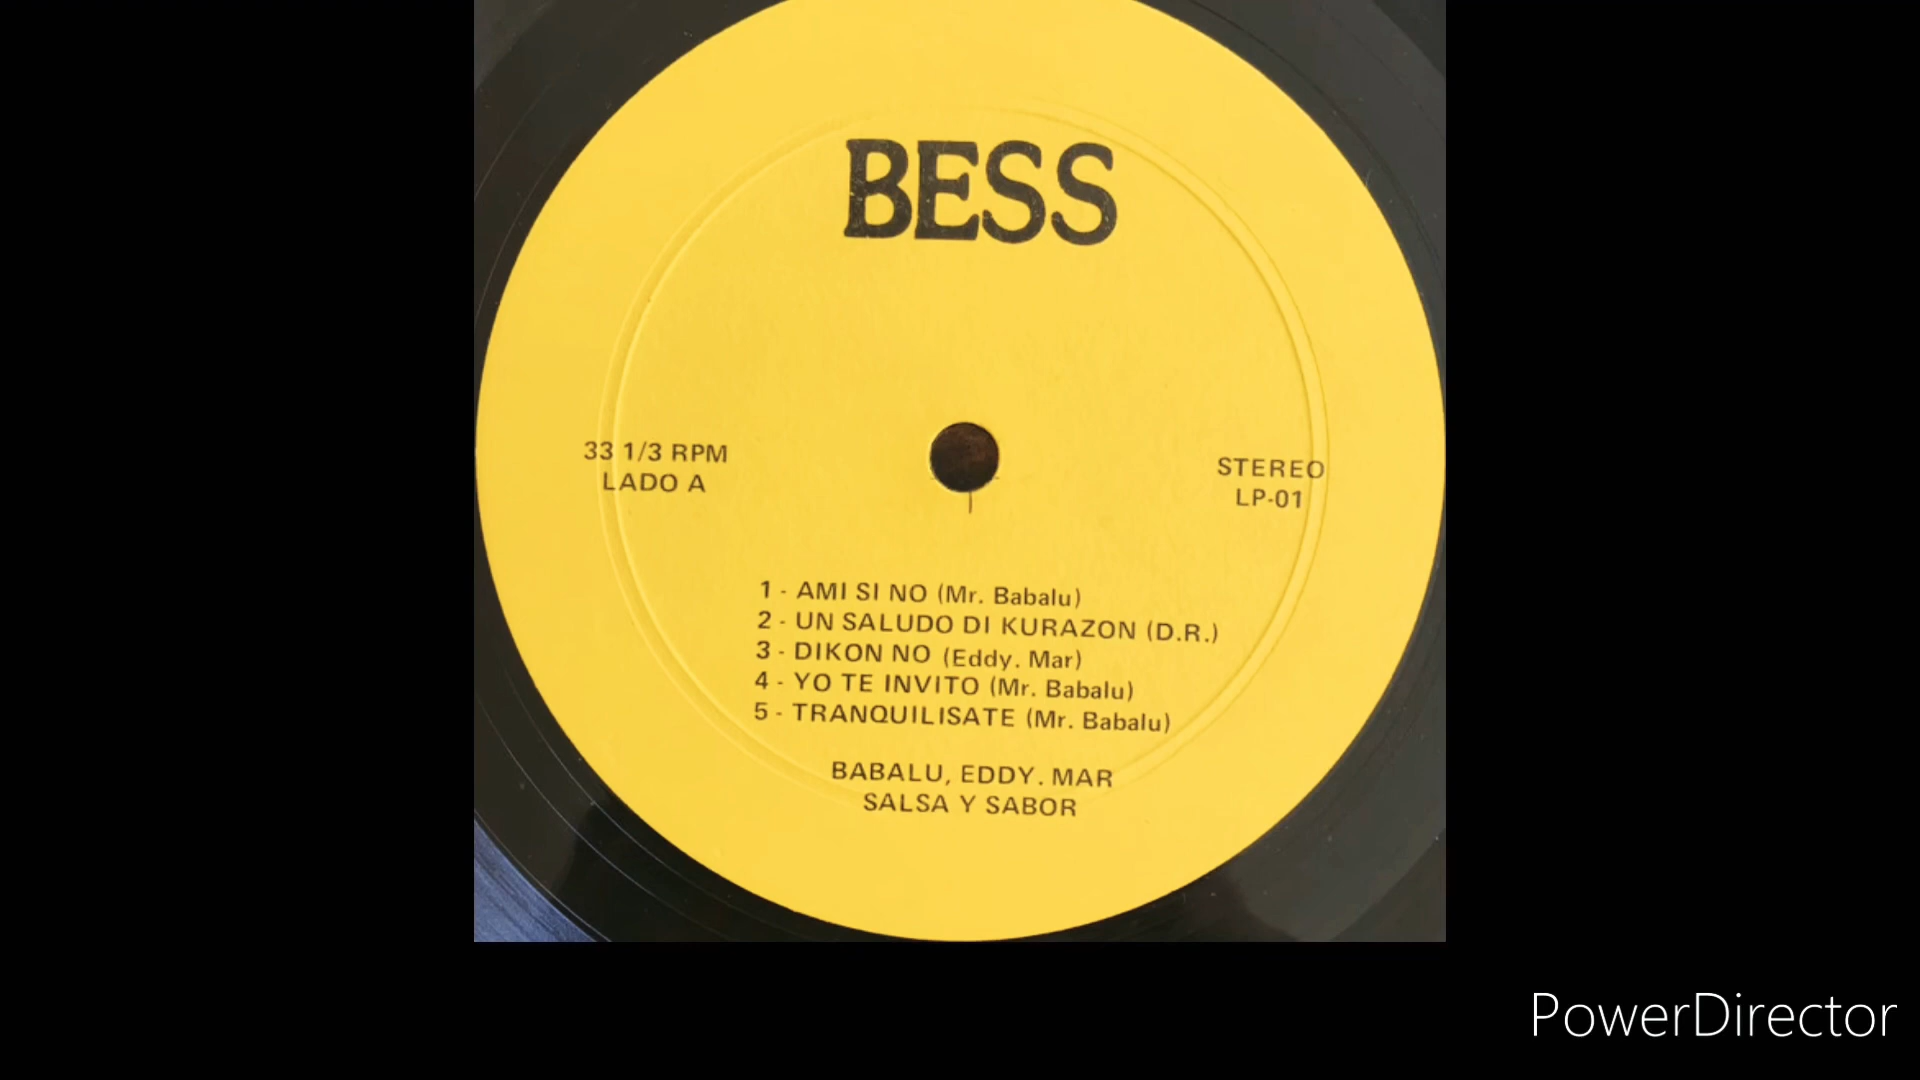 BESS
33 1/3 RPM
LADO A
STEREO
LP-01
1 - AMI SI NO (Mr. Babalu)
2 - UN SALUDO DI KURAZON (D.R.)
3 - DIKON NO (Eddy. Mar)
4 - YO TE INVITO (Mr. Babalu)
5 - TRANQUILISATE (Mr. Babalu)
BABALU, EDDY. MAR
SALSA Y SABOR
PowerDirector